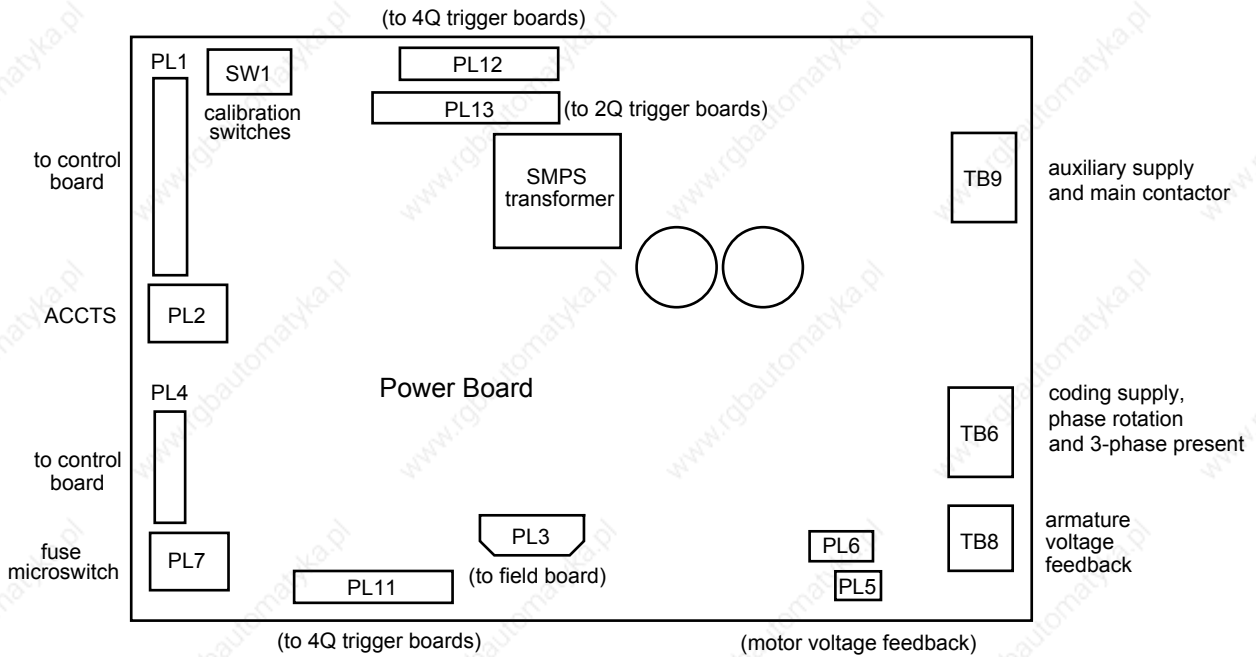 (to 4Q trigger boards)
PL1
SW1
calibration
switches
PL12
PL13
(to 2Q trigger boards)
to control
board
SMPS
transformer
TB9
auxiliary supply
and main contactor
ACCTS
PL2
Power Board
PL4
to control
board
TB6
coding supply,
phase rotation
and 3-phase present
fuse
microswitch
PL7
PL3
(to field board)
PL11
(to 4Q trigger boards)
PL6
PL5
(motor voltage feedback)
TB8
armature
voltage
feedback
www.rgbautomatyka.pl